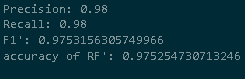 Precision: 0.98
Recall: 0.98
F1': 0.9753156305749966
accuracy of RF': 0.975254730713246